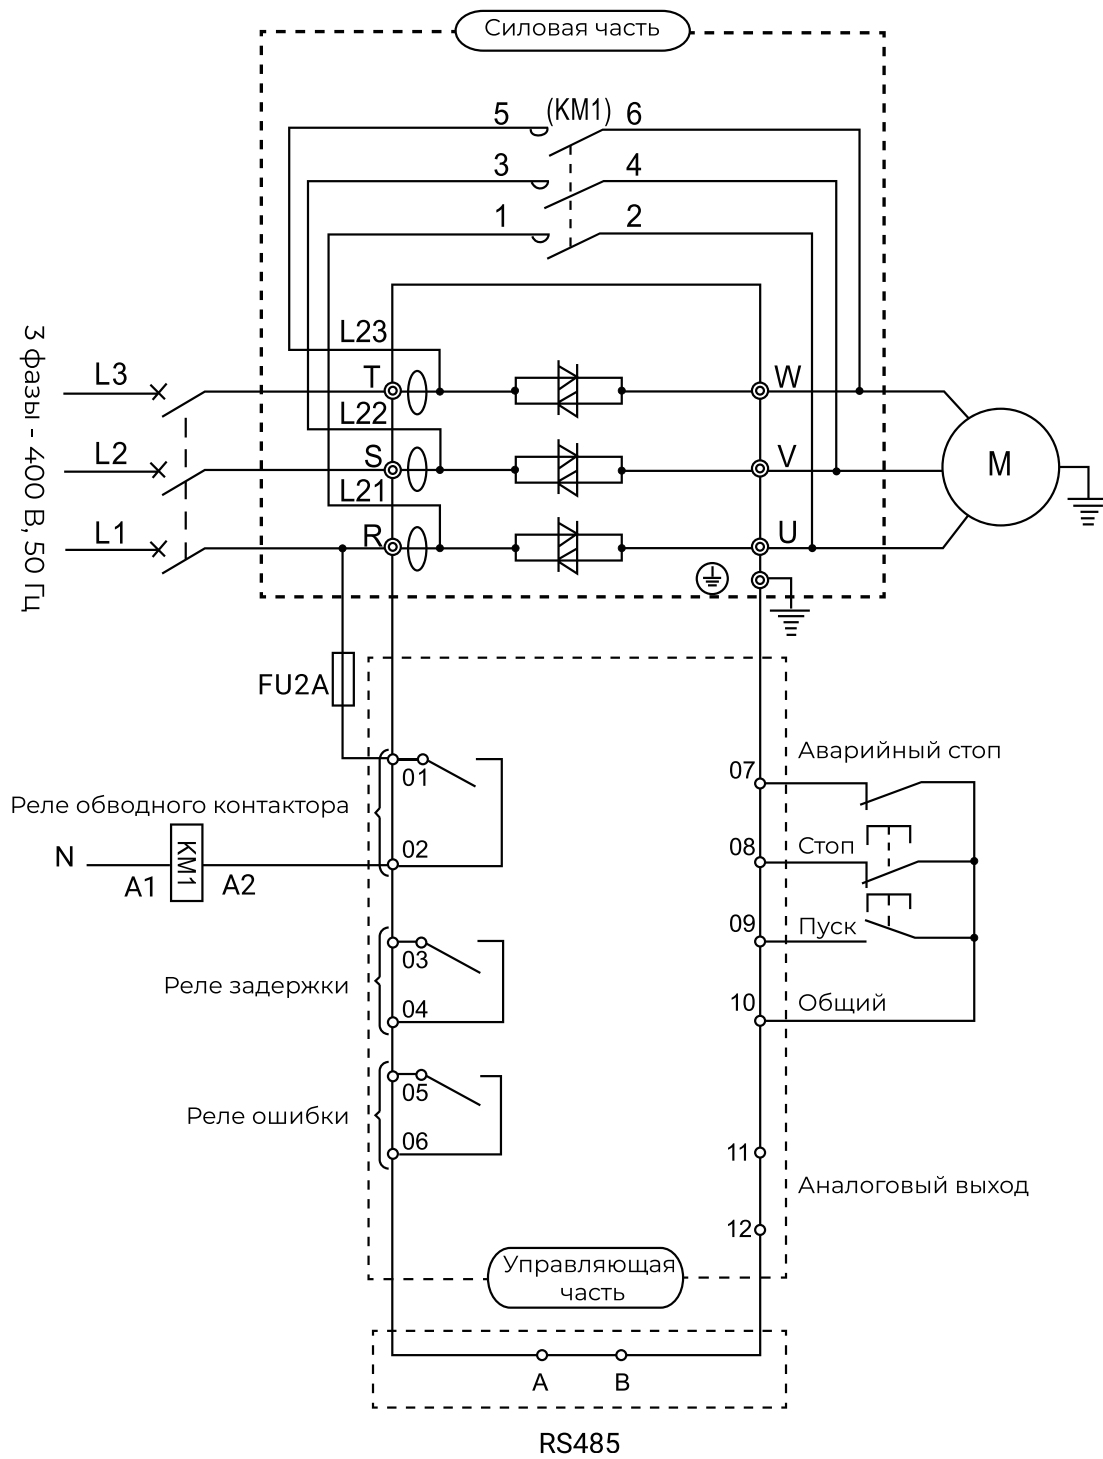 Силовая часть
5 (KM1) 6
3 4
1 2
3 фазы - 400 В, 50 Гц
L23
L3 T W
L22
L2 S V M
L21
L1 R U
FU2A
Аварийный стоп
07
01
Реле обводного контактора
02 08 Стоп
N KM1
A1 A2
09 Пуск
03
Реле задержки
04 10 Общий
05
Реле ошибки
06
11
Аналоговый выход
12
Управляющая
часть
A B
RS485